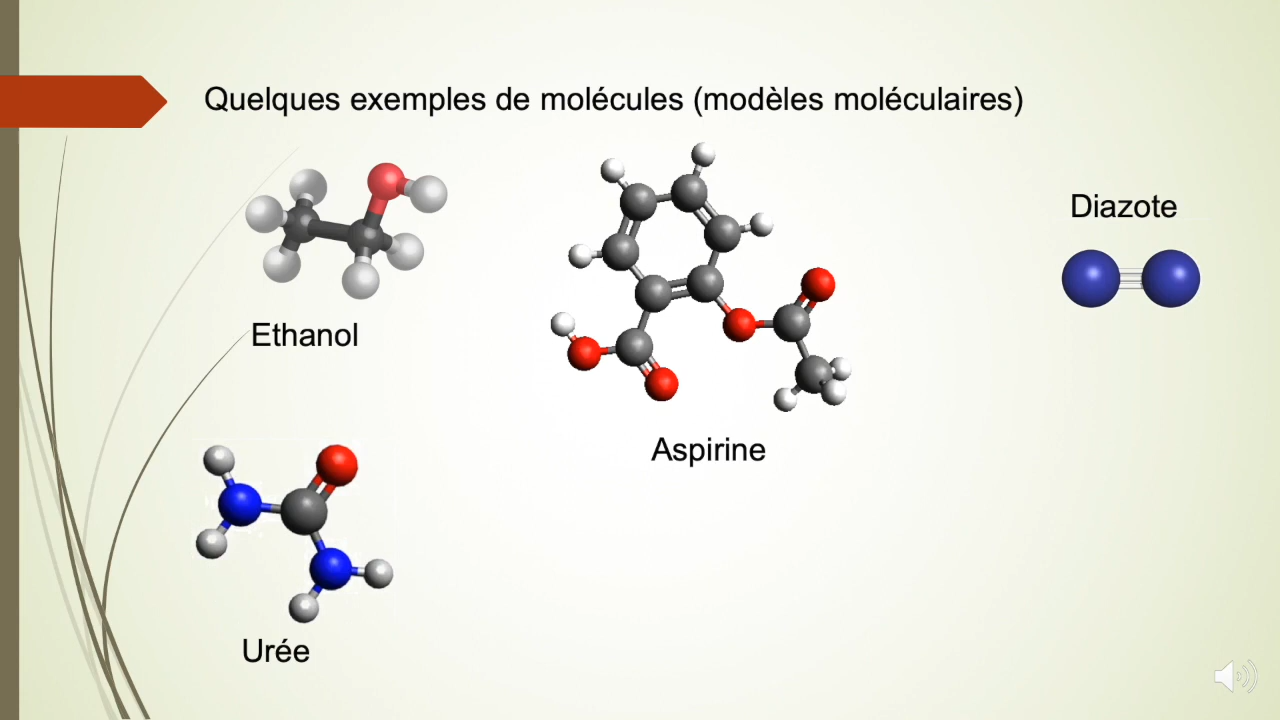 Quelques exemples de molécules (modèles moléculaires)
Diazote
Ethanol
Aspirine
Urée